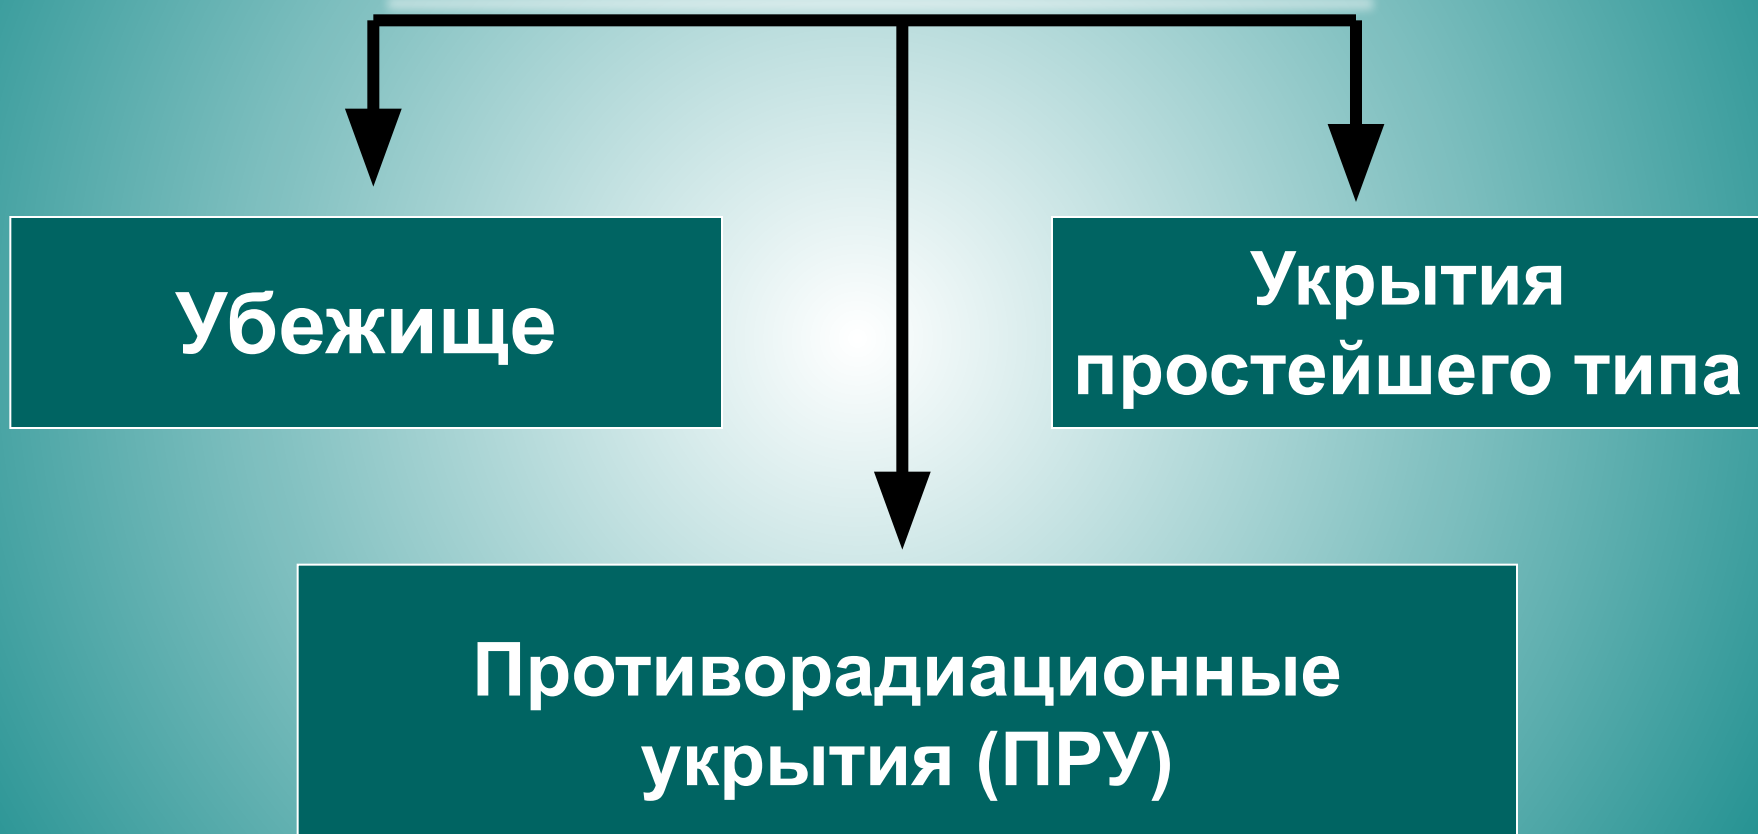 Убежище
Укрытия
простейшего типа
Противорадиационные
укрытия (ПРУ)